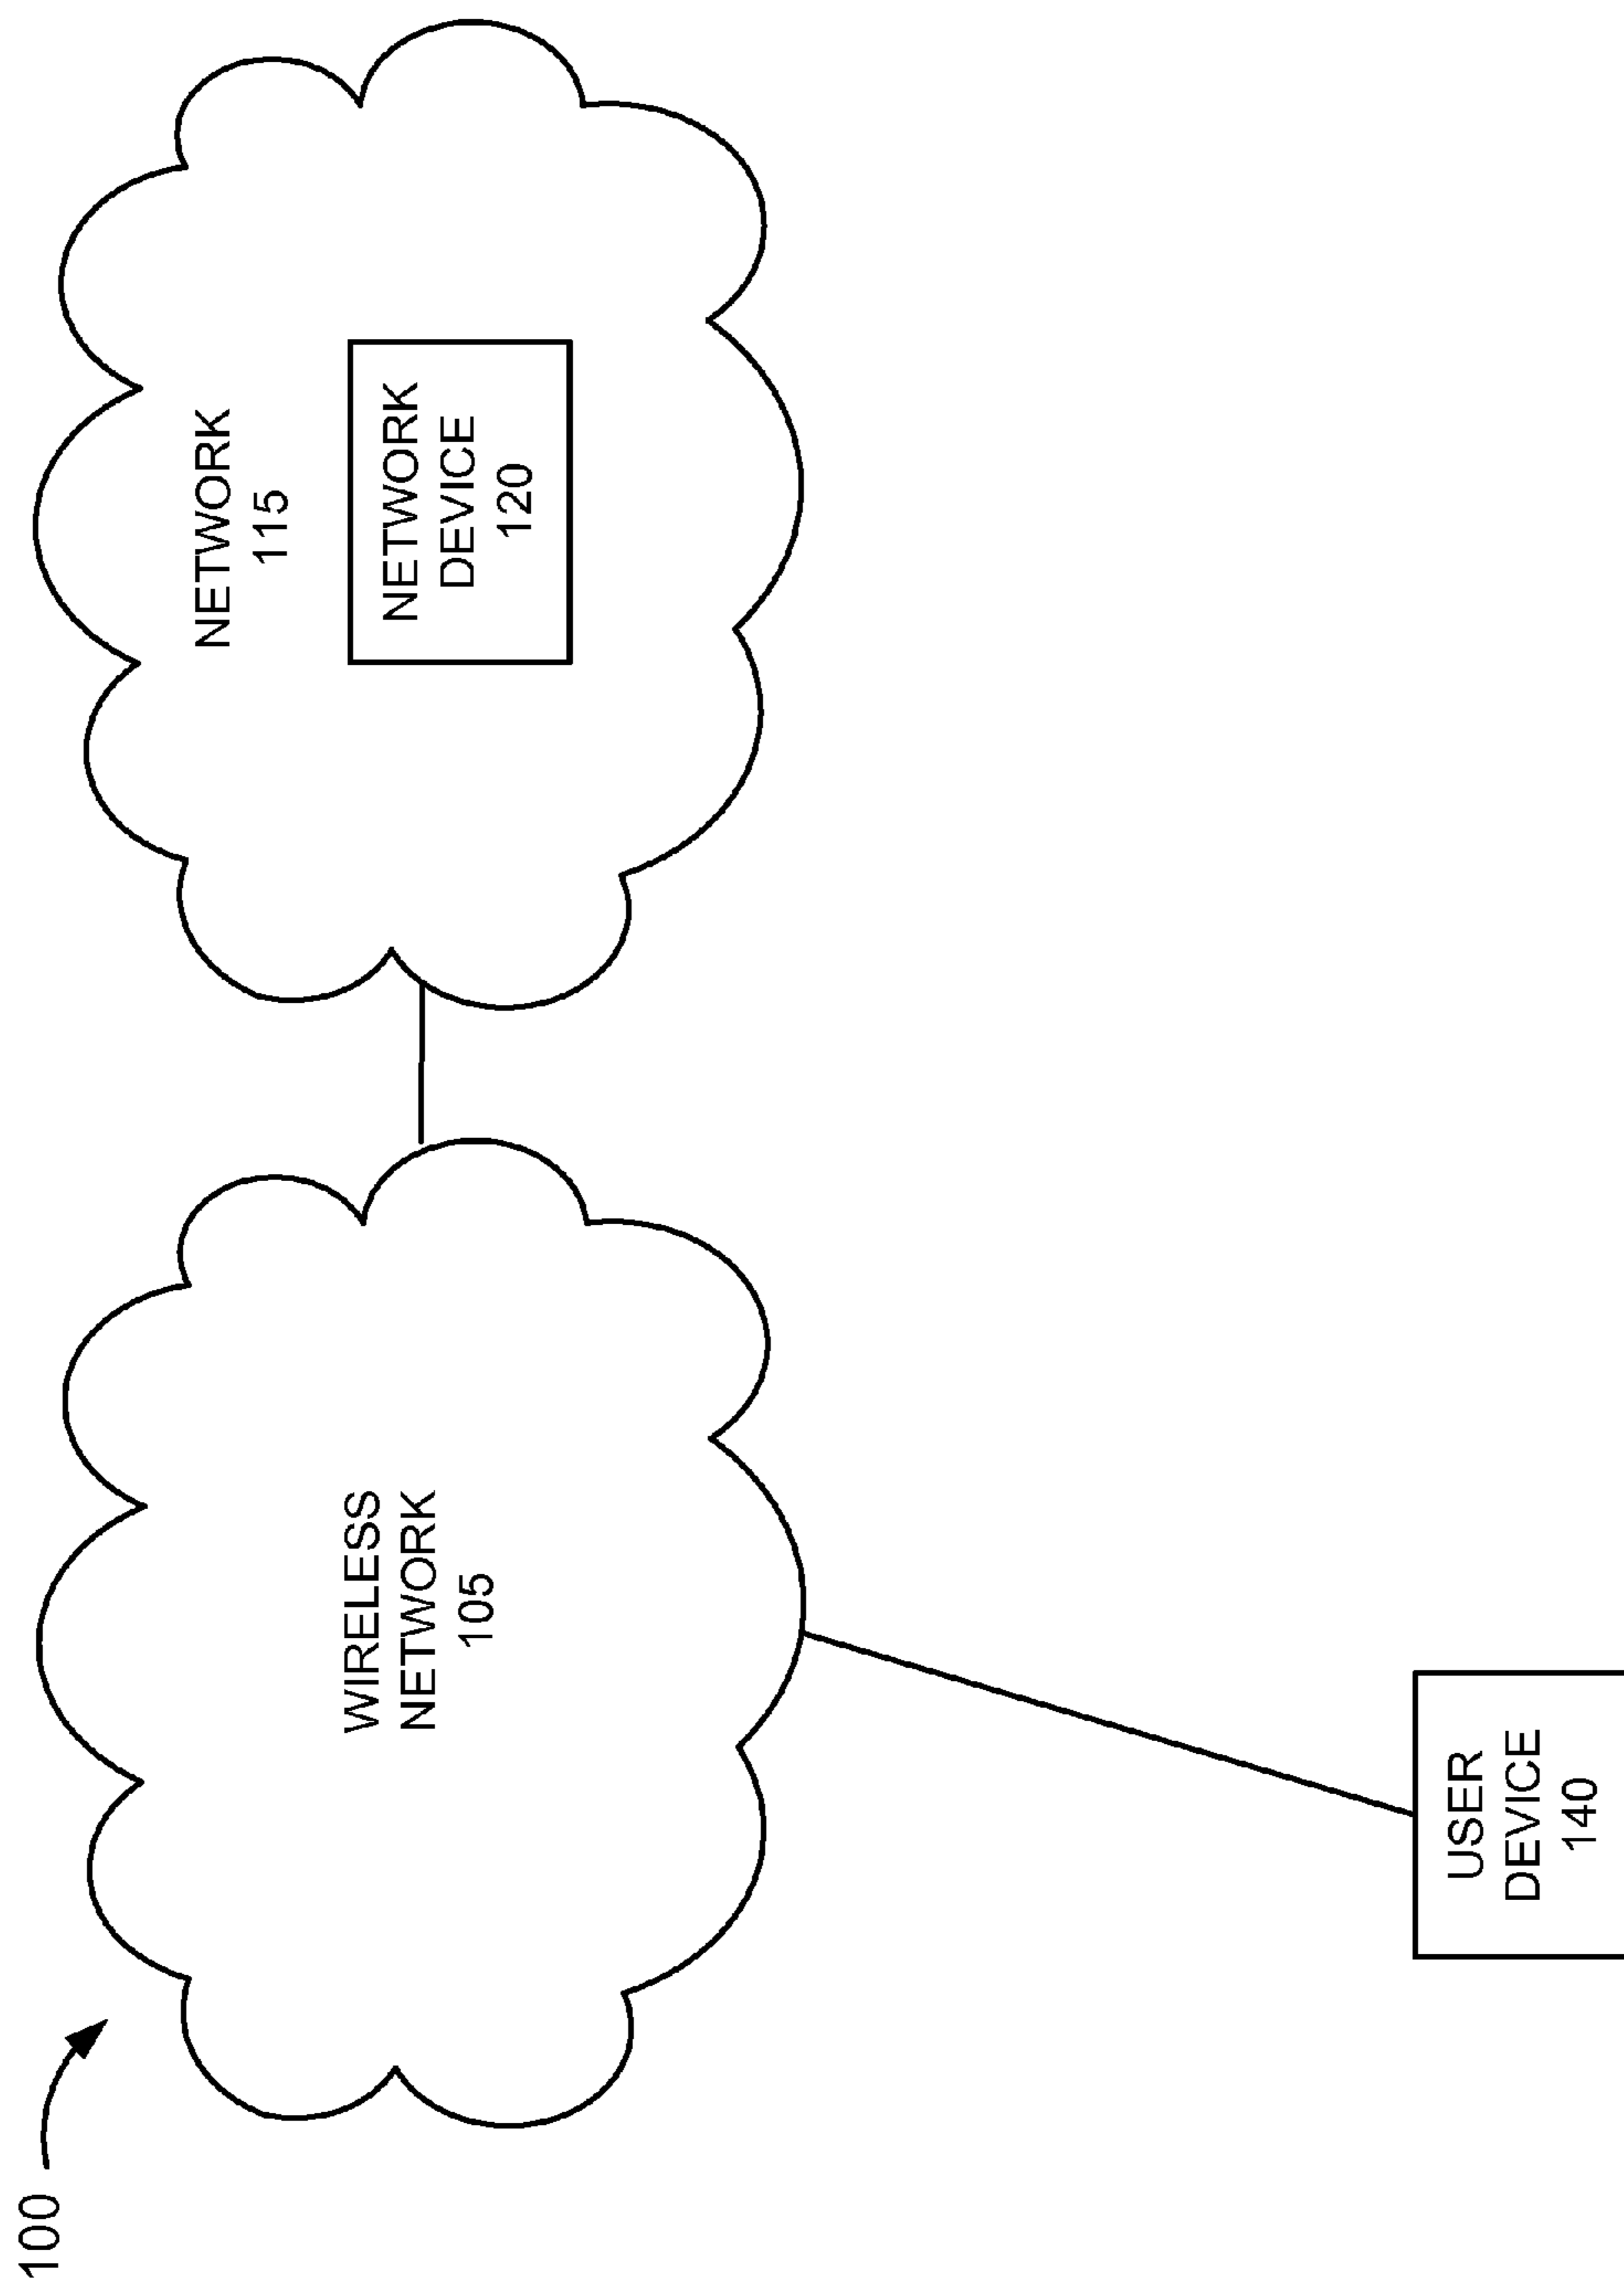 100
WIRELESS
NETWORK
105
NETWORK
115
NETWORK
DEVICE
120
USER
DEVICE
140